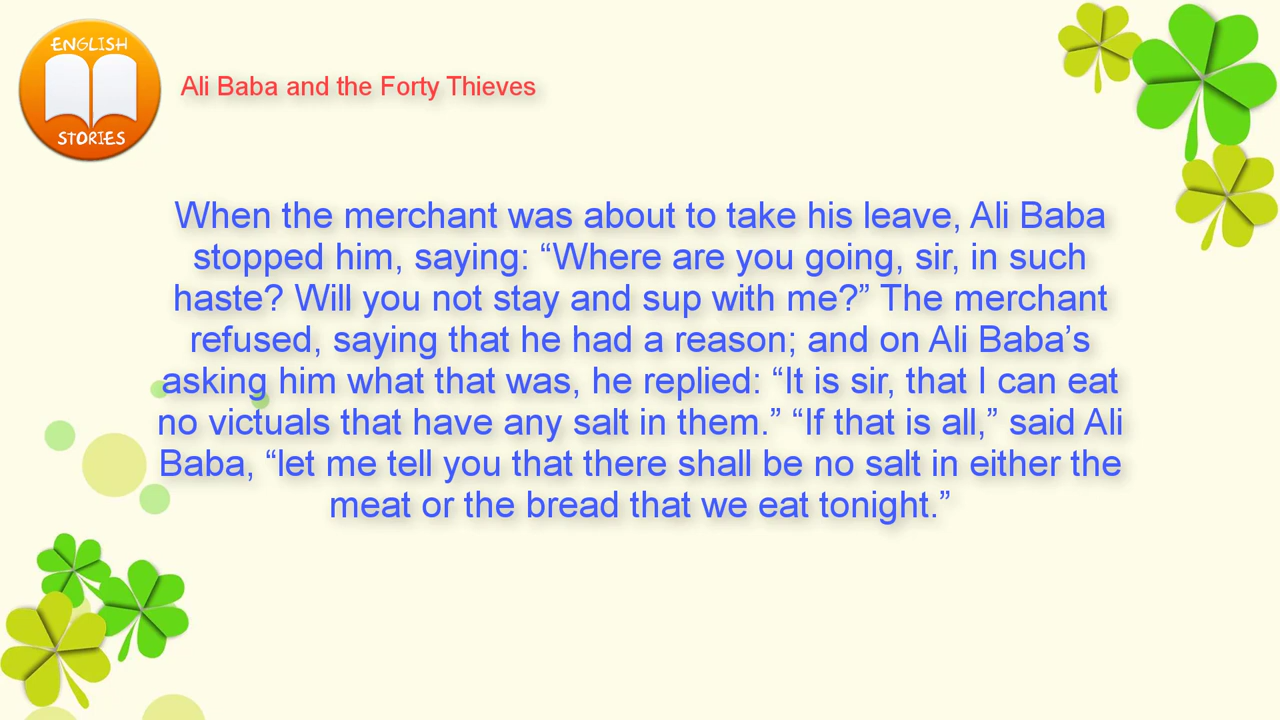 ENGLISH
STORIES
Ali Baba and the Forty Thieves
When the merchant was about to take his leave, Ali Baba
stopped him, saying: “Where are you going, sir, in such
haste? Will you not stay and sup with me?” The merchant
refused, saying that he had a reason; and on Ali Baba’s
asking him what that was, he replied: “It is sir, that I can eat
no victuals that have any salt in them.” “If that is all,” said Ali
Baba, “let me tell you that there shall be no salt in either the
meat or the bread that we eat tonight.”